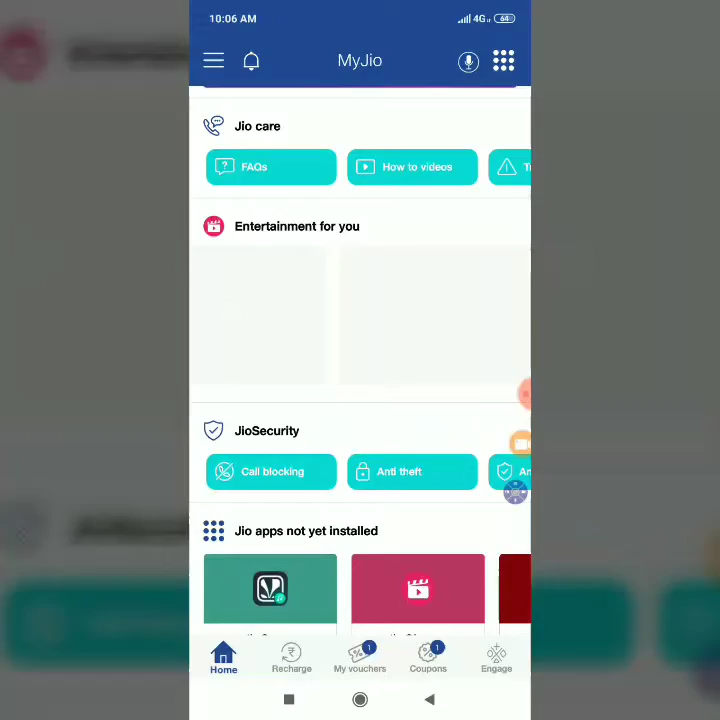 10:06 AM
4G
64
MyJio
Jio care
FAQs
How to videos
Entertainment for you
JioSecurity
Call blocking
Anti theft
Jio apps not yet installed
1
1
Home
Recharge
My vouchers
Coupons
Engage